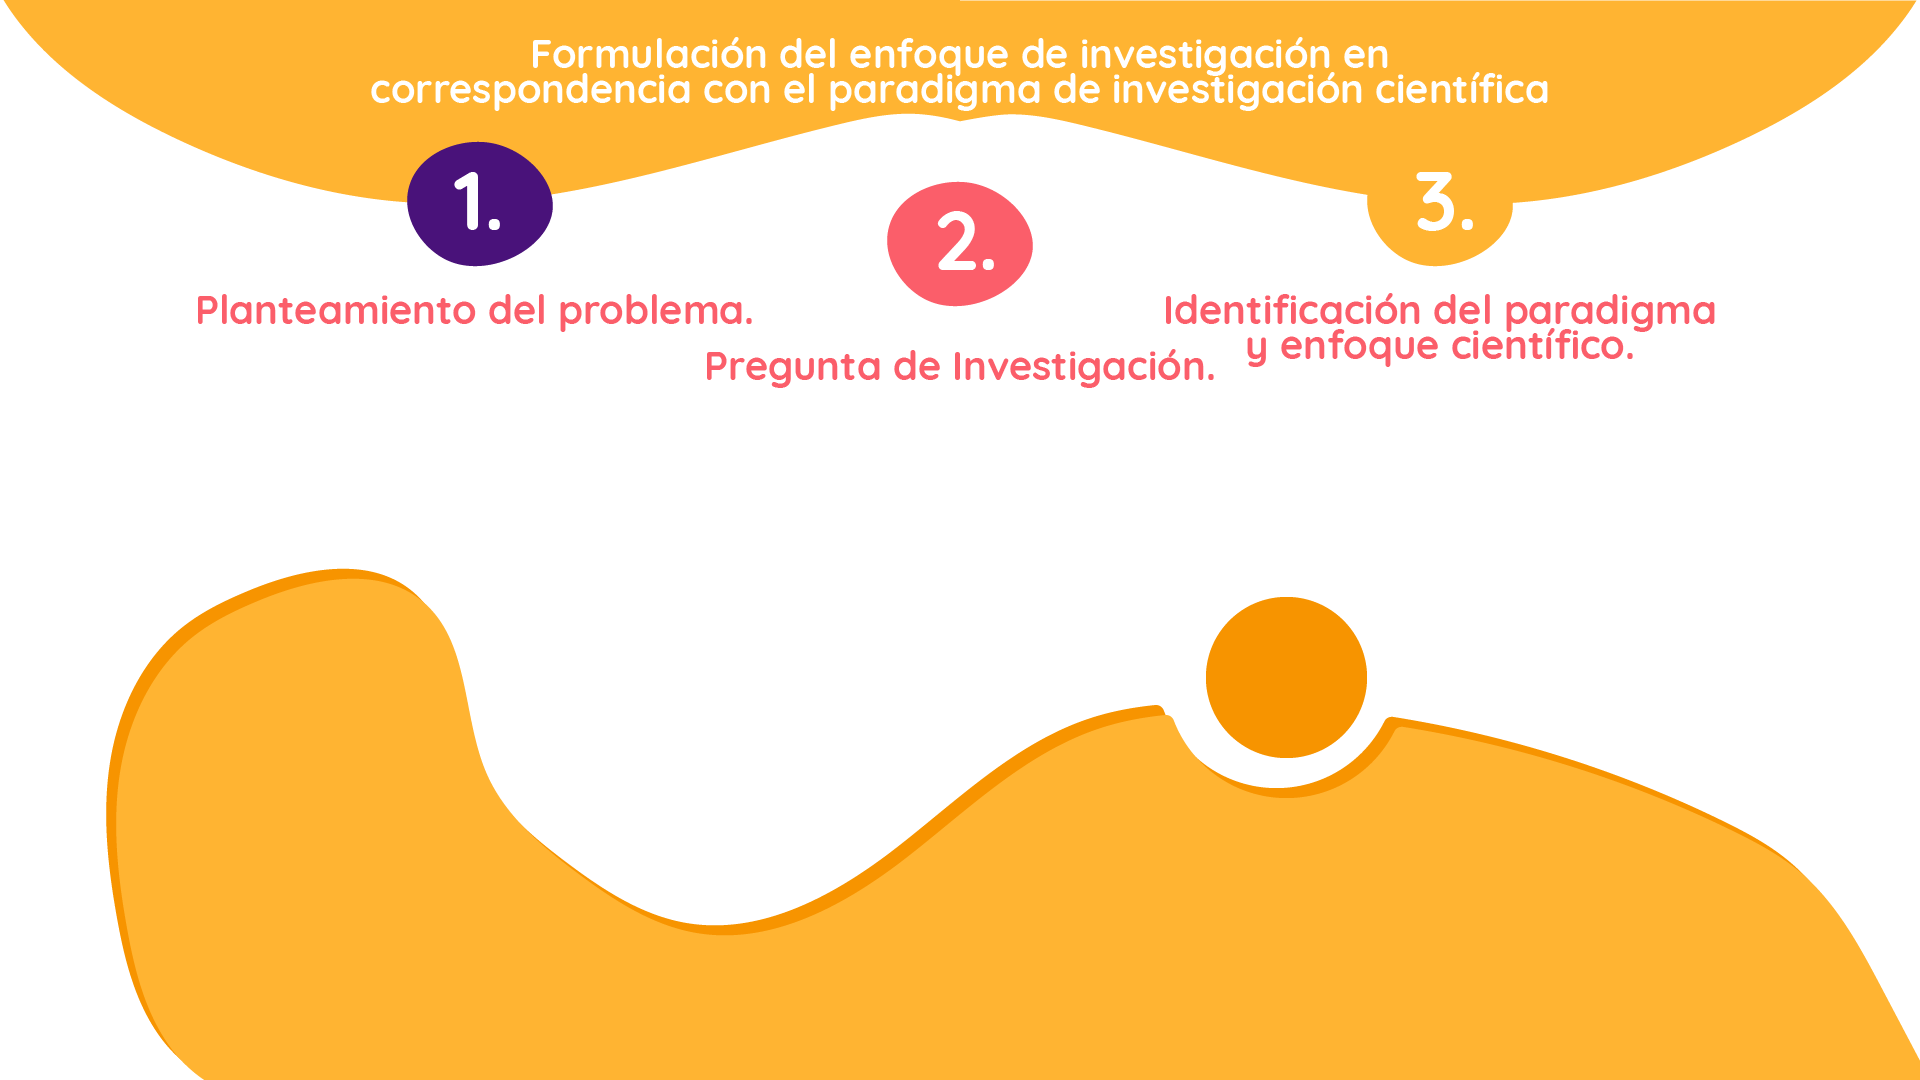 Formulación del enfoque de investigación en
correspondencia con el paradigma de investigación científica
1.
Planteamiento del problema.
2.
Pregunta de Investigación.
3.
Identificación del paradigma
y enfoque científico.